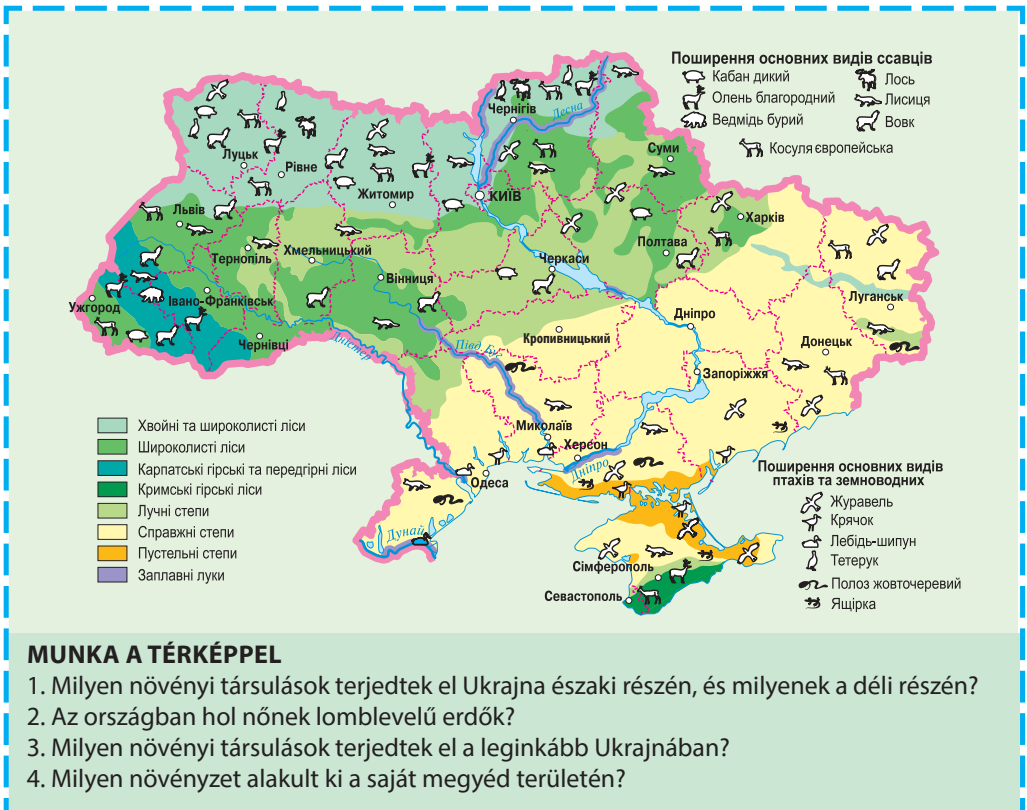 Поширення основних видів ссавців
Кабан дикий
Лось
Олень благородний
Лисиця
Ведмідь бурий
Вовк
Косуля європейська
Чернігів
Десна
Луцьк
Рівне
Житомир
КИЇВ
Суми
Львів
Тернопіль
Хмельницький
Вінниця
Черкаси
Полтава
Харків
Ужгород
Івано-Франківськ
Чернівці
Дністер
Півд. Буг
Кропивницький
Дніпро
Запоріжжя
Луганськ
Донецьк
Миколаїв
Херсон
Дніпро
Одеса
Дунай
Сімферополь
Севастополь
Хвойні та широколисті ліси
Широколисті ліси
Карпатські гірські та передгірні ліси
Кримські гірські ліси
Лучні степи
Справжні степи
Пустельні степи
Заплавні луки
Поширення основних видів
птахів та земноводних
Журавель
Крячок
Лебідь-шипун
Тетерук
Полоз жовточеревий
Ящірка
MUNKA A TÉRKÉPPEL
1. Milyen növényi társulások terjedtek el Ukrajna északi részén, és milyenek a déli részén?
2. Az országban hol nőnek lomblevelű erdők?
3. Milyen növényi társulások terjedtek el a leginkább Ukrajnában?
4. Milyen növényzet alakult ki a saját megyéd területén?